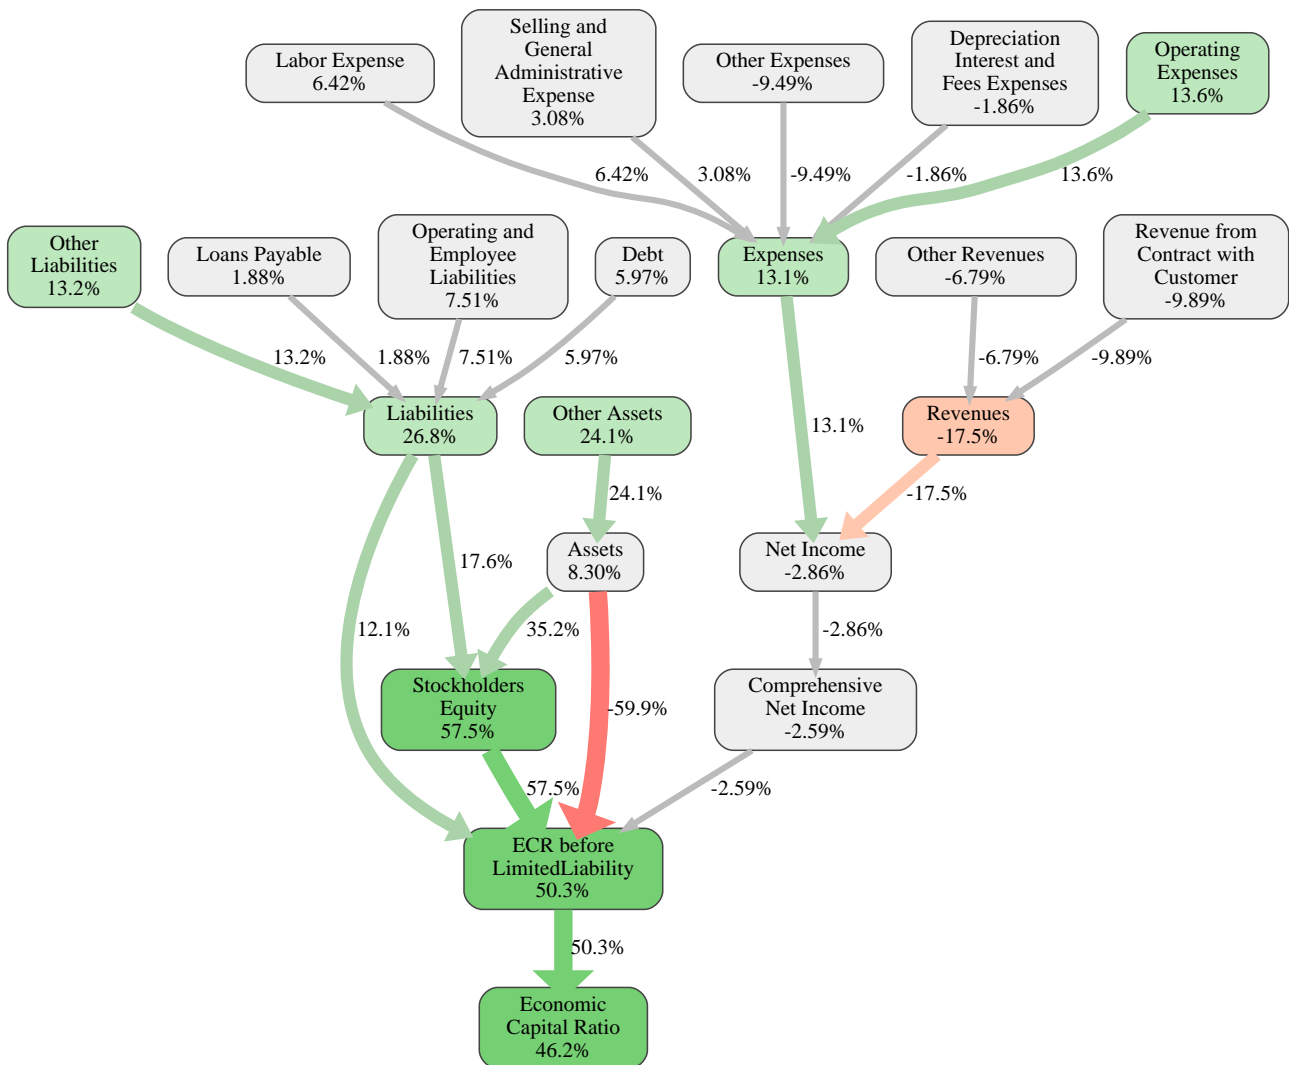 Labor Expense
6.42%
Selling and
General
Administrative
Expense
3.08%
Other Expenses
-9.49%
Depreciation
Interest and
Fees Expenses
-1.86%
Operating
Expenses
13.6%
6.42%
3.08%
-9.49%
-1.86%
13.6%
Other
Liabilities
13.2%
Loans Payable
1.88%
Operating and
Employee
Liabilities
7.51%
Debt
5.97%
Expenses
13.1%
Other Revenues
-6.79%
Revenue from
Contract with
Customer
-9.89%
13.2%
1.88%
7.51%
5.97%
13.1%
-6.79%
-9.89%
Liabilities
26.8%
Other Assets
24.1%
Revenues
-17.5%
24.1%
-17.5%
Assets
8.30%
Net Income
-2.86%
12.1%
17.6%
35.2%
-59.9%
-2.86%
Stockholders
Equity
57.5%
Comprehensive
Net Income
-2.59%
57.5%
-2.59%
ECR before
LimitedLiability
50.3%
50.3%
Economic
Capital Ratio
46.2%